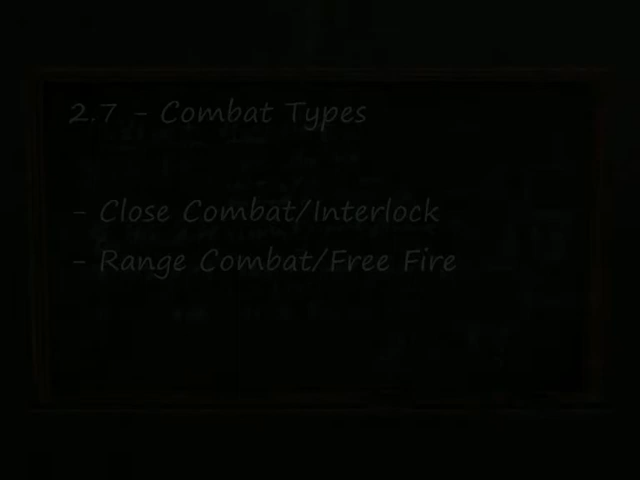 2.7 - Combat Types
- Close Combat/Interlock
- Range Combat/Free Fire